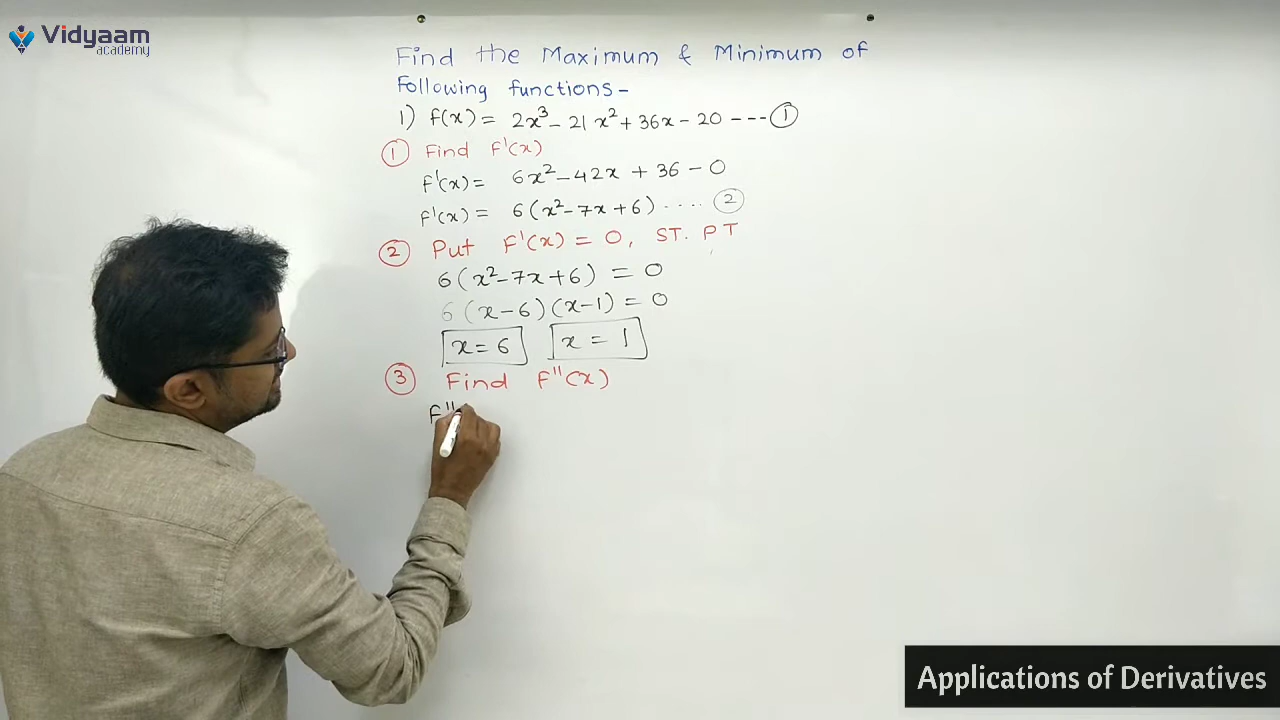 Vidyaam
academy
Find the Maximum & Minimum of
Following functions -
1) f(x) = 2x³ - 21x² + 36x - 20 --- ①
① Find F'(x)
f'(x) = 6x² - 42x + 36 - 0
f'(x) = 6(x² - 7x + 6) .... ②
② Put F'(x) = 0, ST. PT
6(x² - 7x + 6) = 0
6(x - 6)(x - 1) = 0
x = 6 x = 1
③ Find F''(x)
F''
Applications of Derivatives